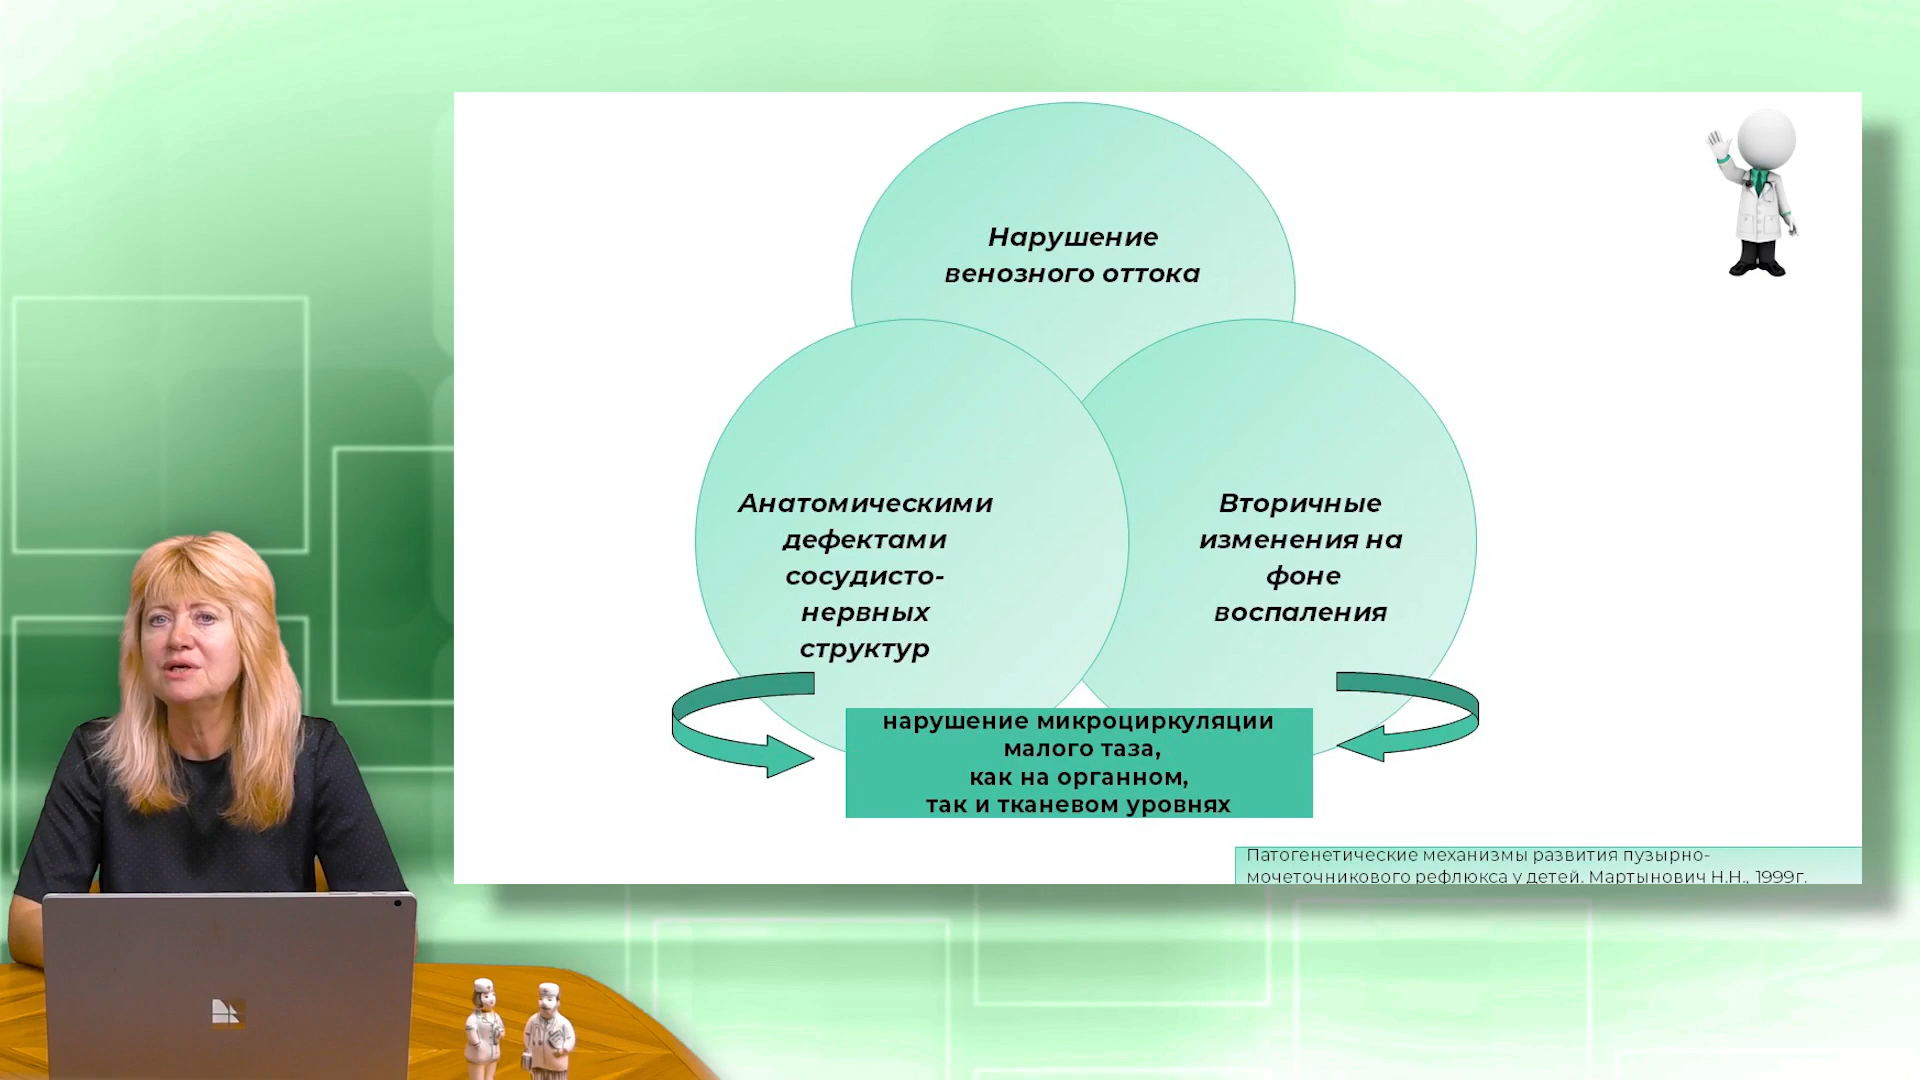 Нарушение
венозного оттока
Анатомическими
дефектами
сосудисто-
нервных
структур
Вторичные
изменения на
фоне
воспаления
нарушение микроциркуляции
малого таза,
как на органном,
так и тканевом уровнях
Патогенетические механизмы развития пузырно-
мочеточникового рефлюкса у детей. Мартынович Н.Н., 1999г.